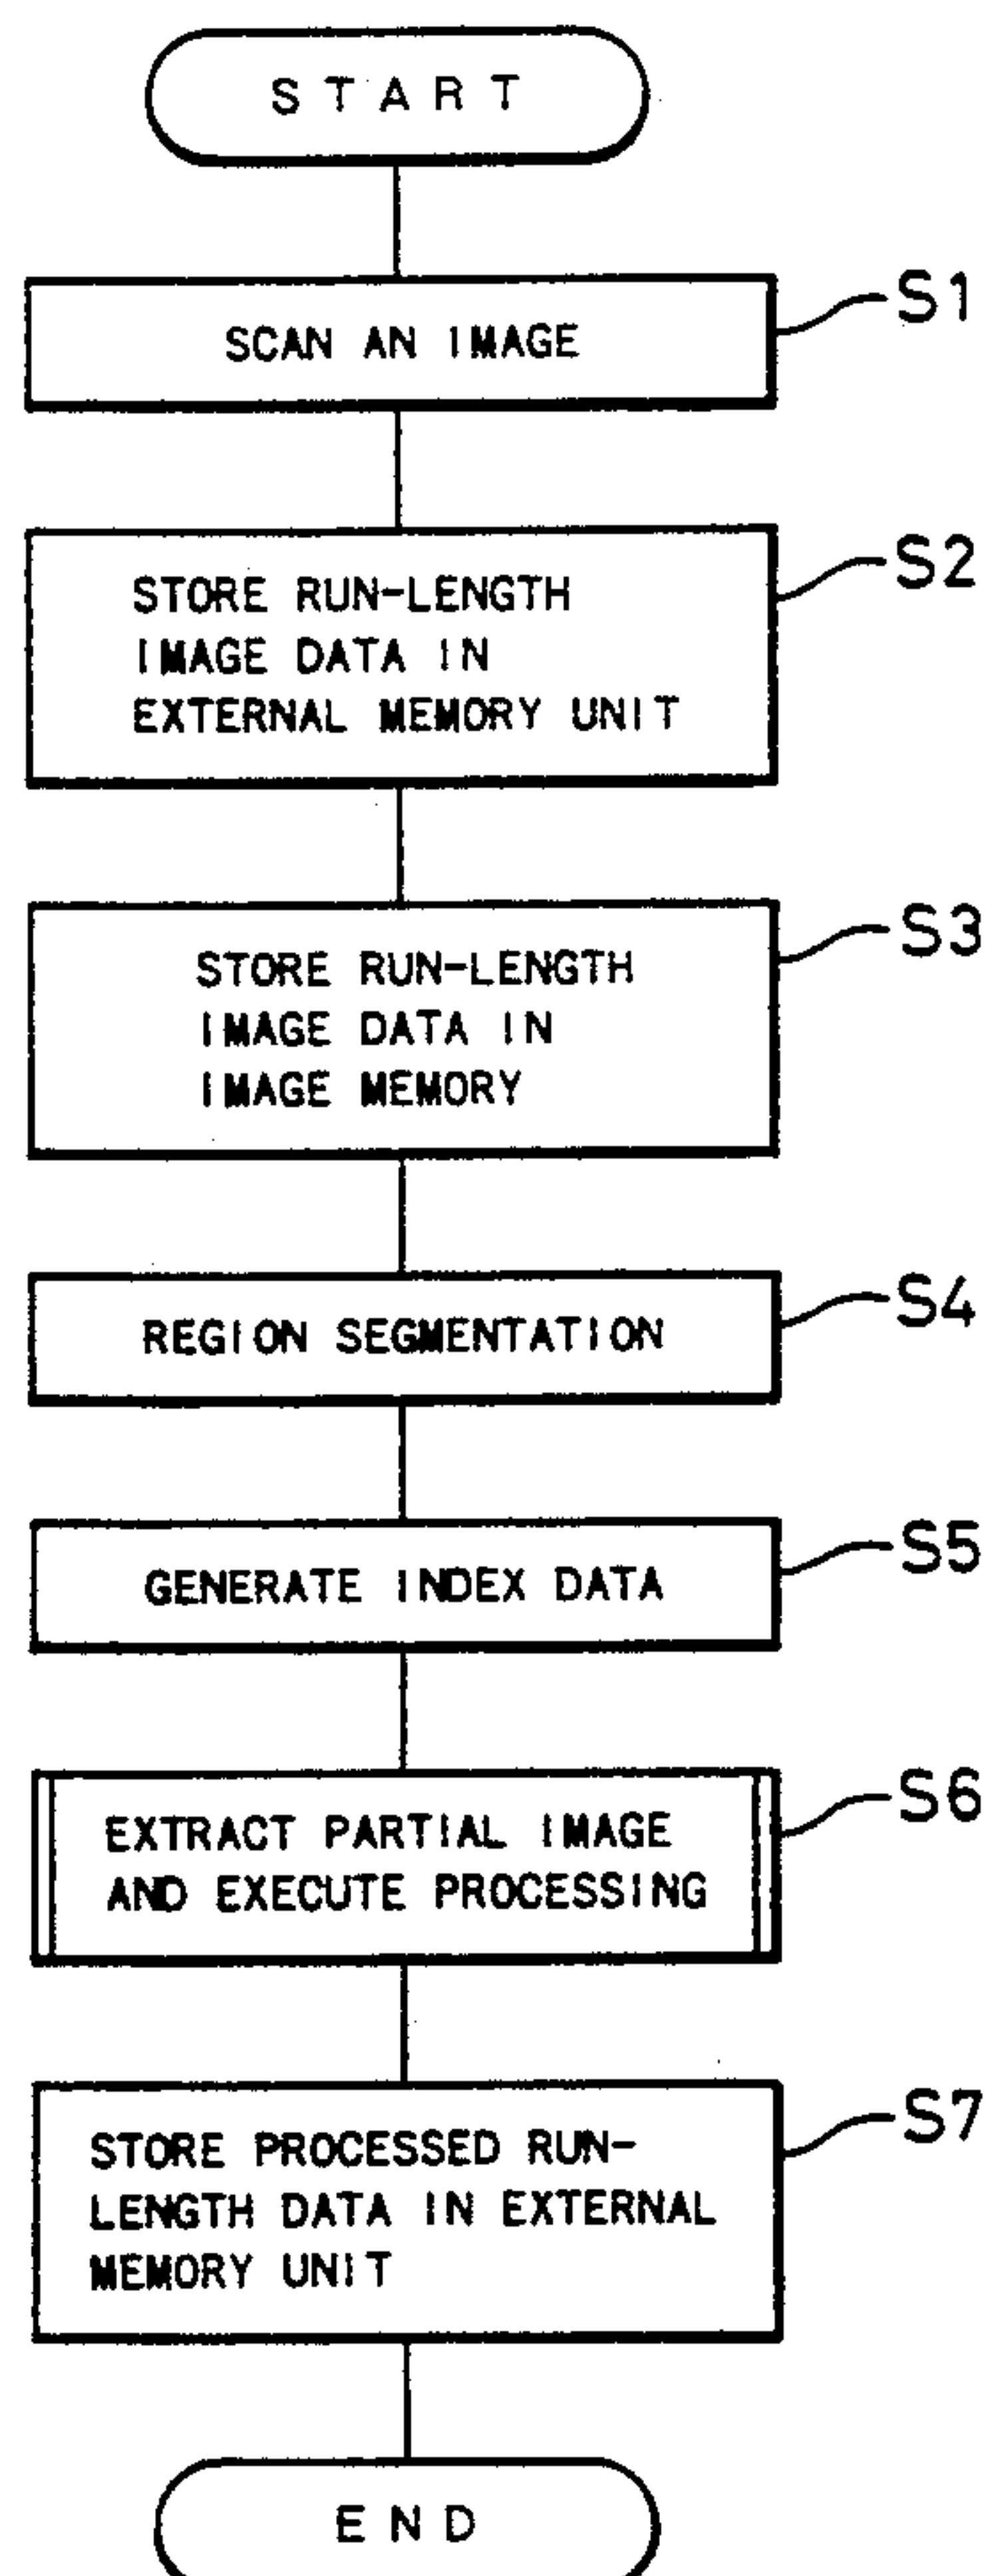 START
SCAN AN IMAGE
S1
STORE RUN-LENGTH
IMAGE DATA IN
EXTERNAL MEMORY UNIT
S2
STORE RUN-LENGTH
IMAGE DATA IN
IMAGE MEMORY
S3
REGION SEGMENTATION
S4
GENERATE INDEX DATA
S5
EXTRACT PARTIAL IMAGE
AND EXECUTE PROCESSING
S6
STORE PROCESSED RUN-
LENGTH DATA IN EXTERNAL
MEMORY UNIT
S7
END